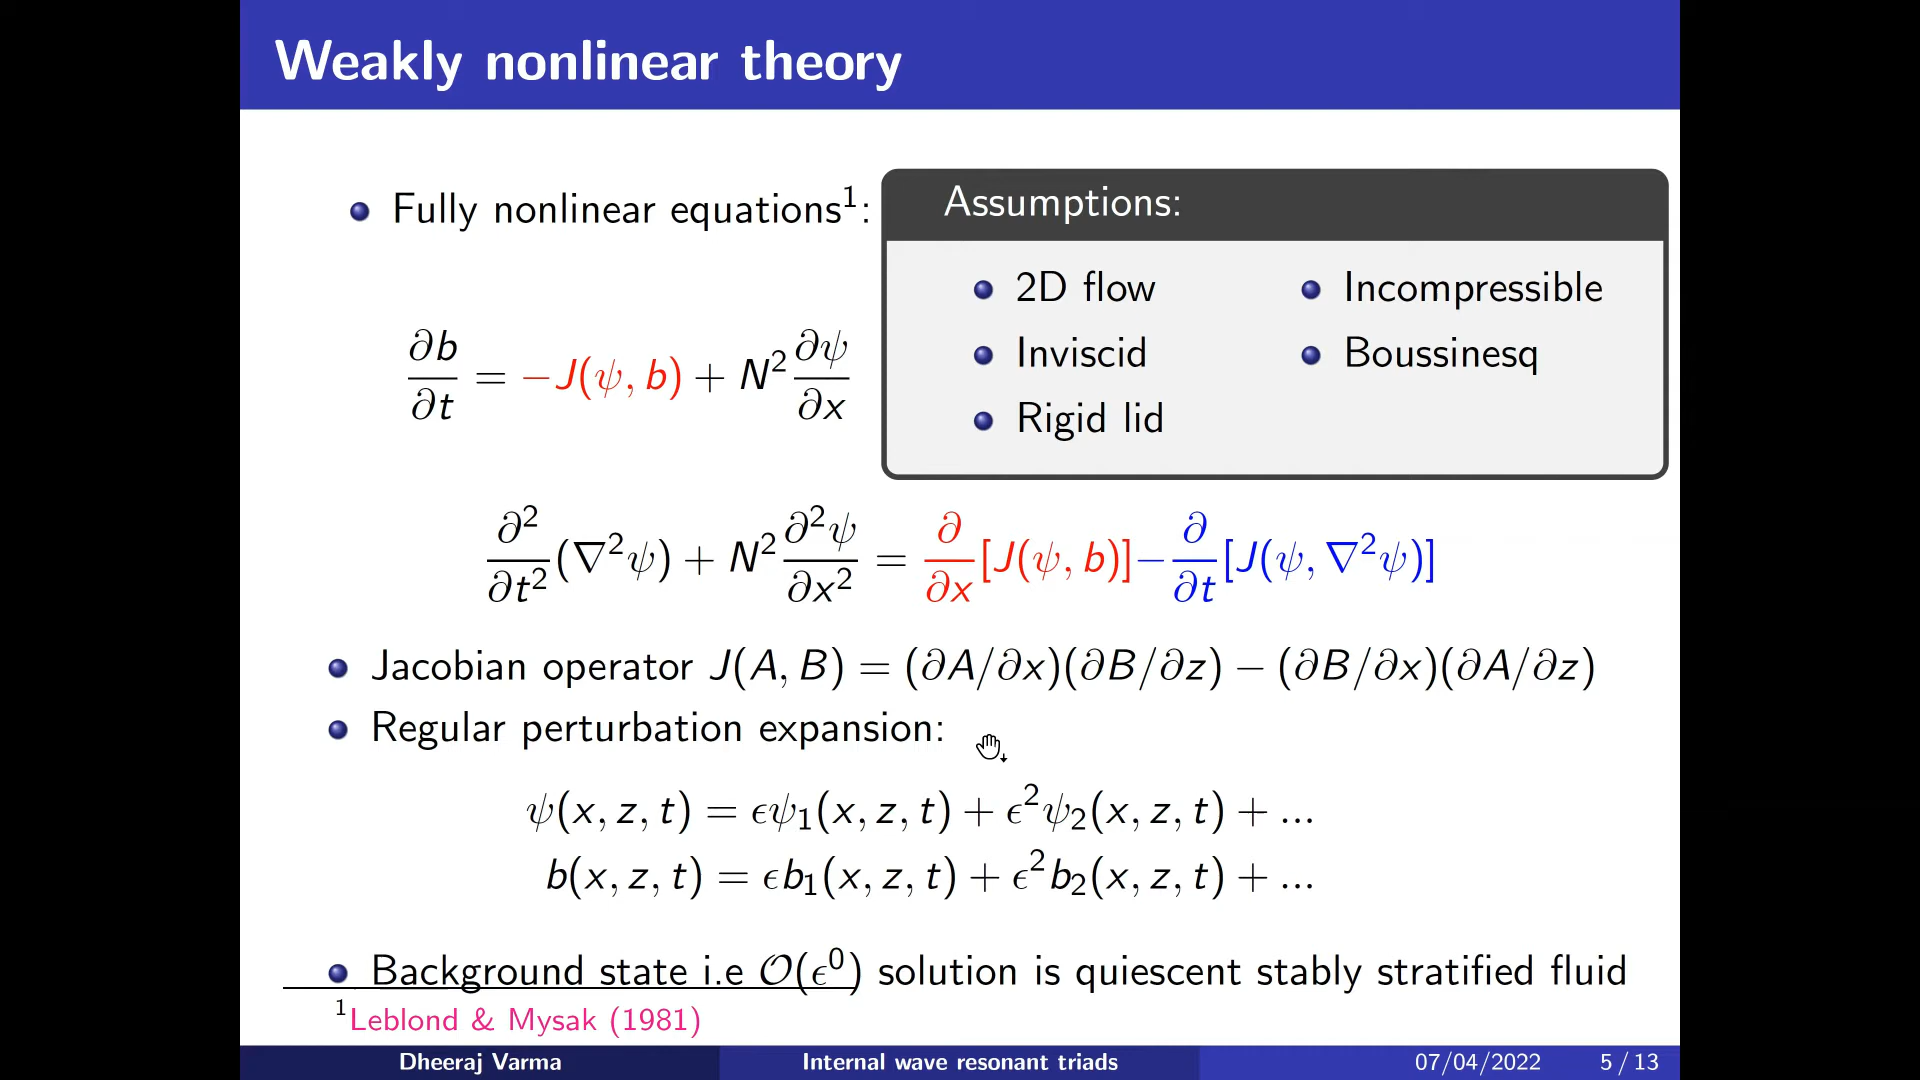 Weakly nonlinear theory
Fully nonlinear equations¹:
Assumptions:
2D flow
Incompressible
Inviscid
Boussinesq
Rigid lid
∂b/∂t = −J(ψ, b) + N² ∂ψ/∂x
∂²/∂t² (∇²ψ) + N² ∂²ψ/∂x² = ∂/∂x [J(ψ, b)] − ∂/∂t [J(ψ, ∇²ψ)]
Jacobian operator J(A, B) = (∂A/∂x)(∂B/∂z) − (∂B/∂x)(∂A/∂z)
Regular perturbation expansion:
ψ(x, z, t) = ϵψ₁(x, z, t) + ϵ²ψ₂(x, z, t) + ...
b(x, z, t) = ϵb₁(x, z, t) + ϵ²b₂(x, z, t) + ...
Background state i.e 𝒪(ϵ⁰) solution is quiescent stably stratified fluid
¹Leblond & Mysak (1981)
Dheeraj Varma
Internal wave resonant triads
07/04/2022
5 / 13